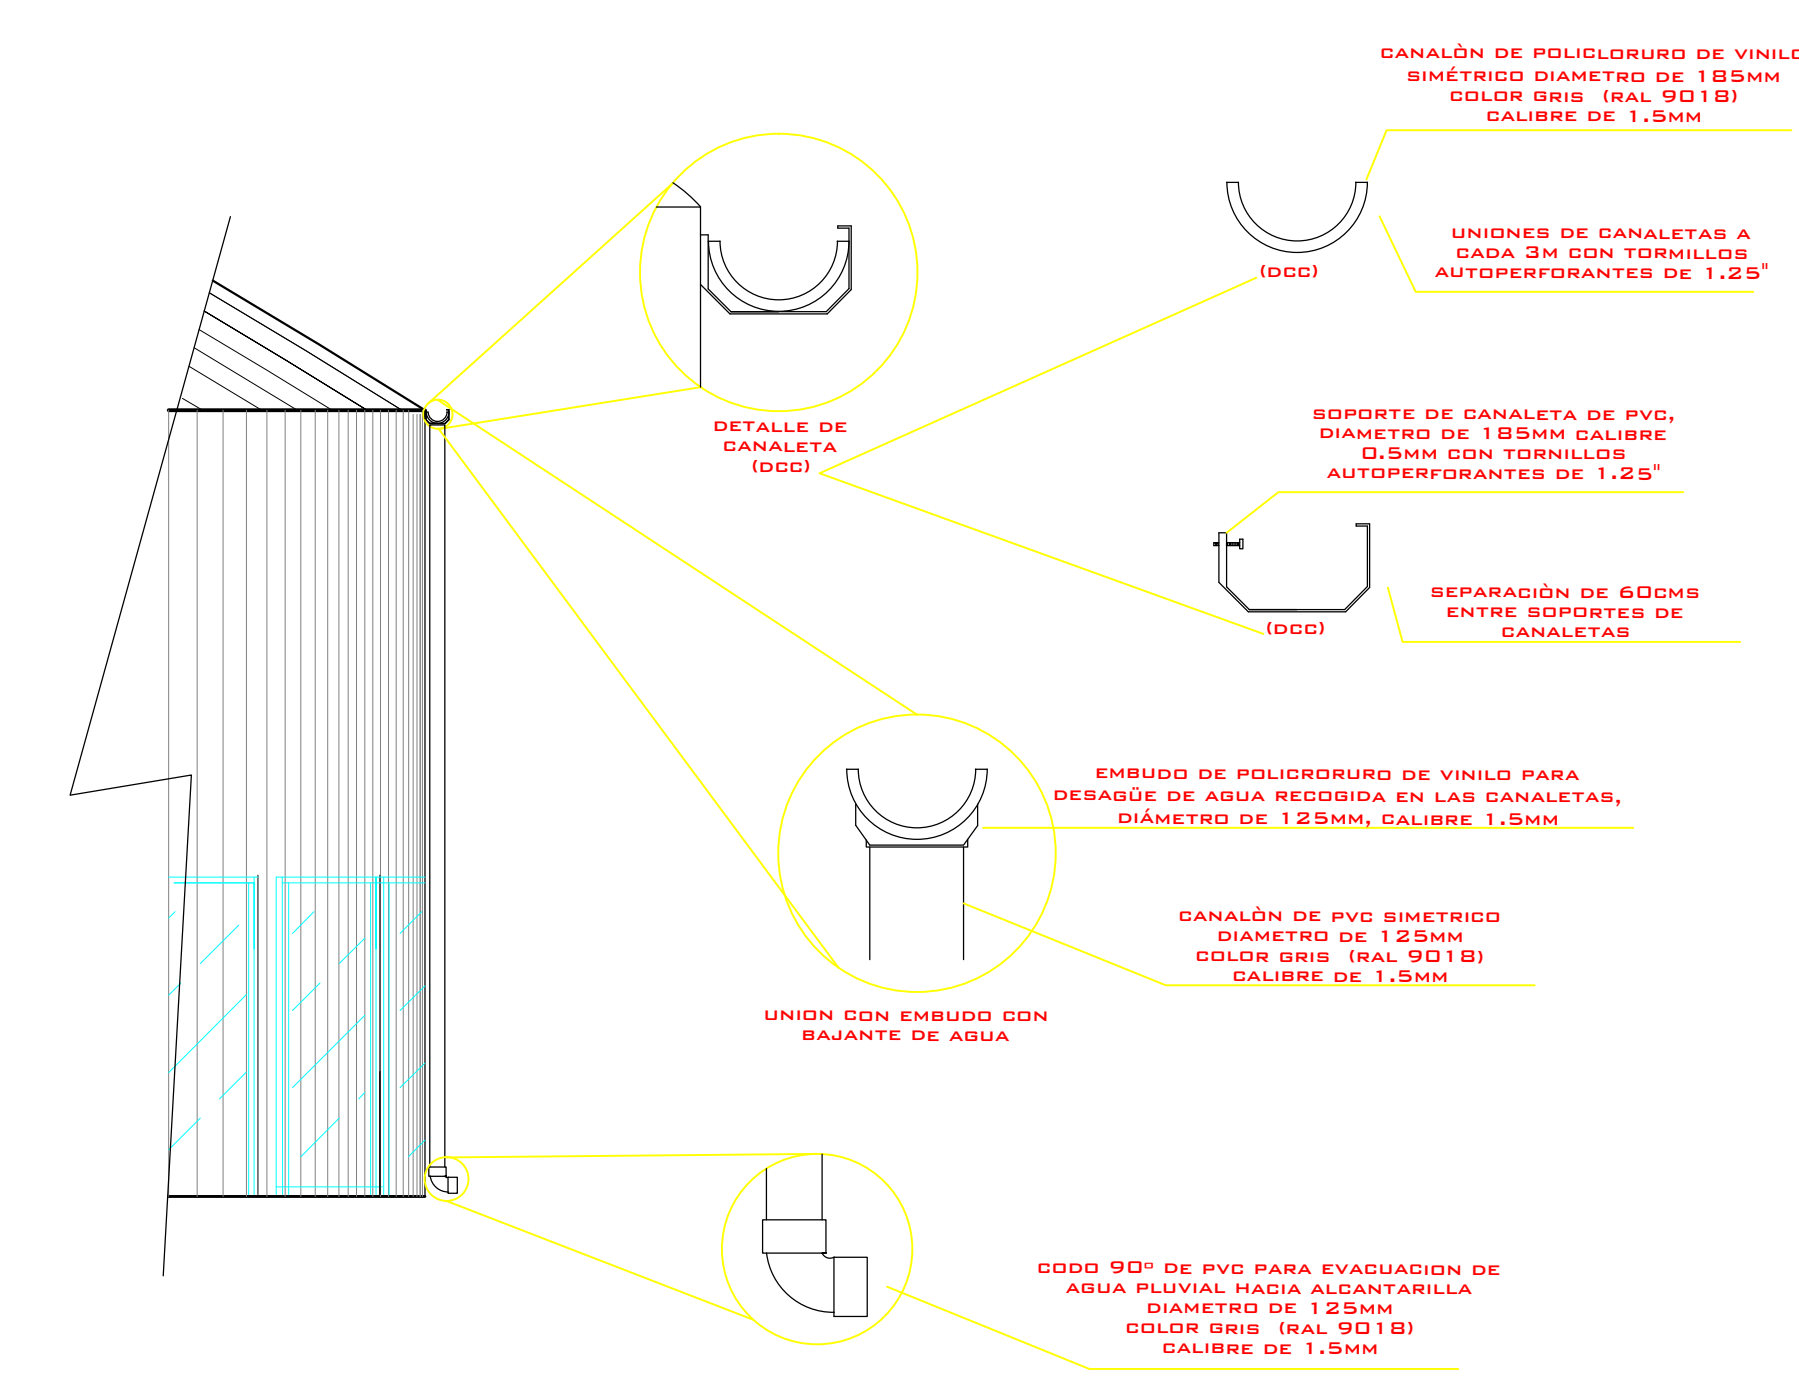 CANALÒN DE POLICLORURO DE VINILO
SIMÉTRICO DIAMETRO DE 185MM
COLOR GRIS (RAL 9018)
CALIBRE DE 1.5MM
UNIONES DE CANALETAS A
CADA 3M CON TORMILLOS
AUTOPERFORANTES DE 1.25"
(DCC)
DETALLE DE
CANALETA
(DCC)
SOPORTE DE CANALETA DE PVC,
DIAMETRO DE 185MM CALIBRE
0.5MM CON TORNILLOS
AUTOPERFORANTES DE 1.25"
SEPARACIÒN DE 60CMS
ENTRE SOPORTES DE
CANALETAS
(DCC)
EMBUDO DE POLICRORURO DE VINILO PARA
DESAGÜE DE AGUA RECOGIDA EN LAS CANALETAS,
DIÁMETRO DE 125MM, CALIBRE 1.5MM
CANALÒN DE PVC SIMETRICO
DIAMETRO DE 125MM
COLOR GRIS (RAL 9018)
CALIBRE DE 1.5MM
UNION CON EMBUDO CON
BAJANTE DE AGUA
CODO 90º DE PVC PARA EVACUACION DE
AGUA PLUVIAL HACIA ALCANTARILLA
DIAMETRO DE 125MM
COLOR GRIS (RAL 9018)
CALIBRE DE 1.5MM